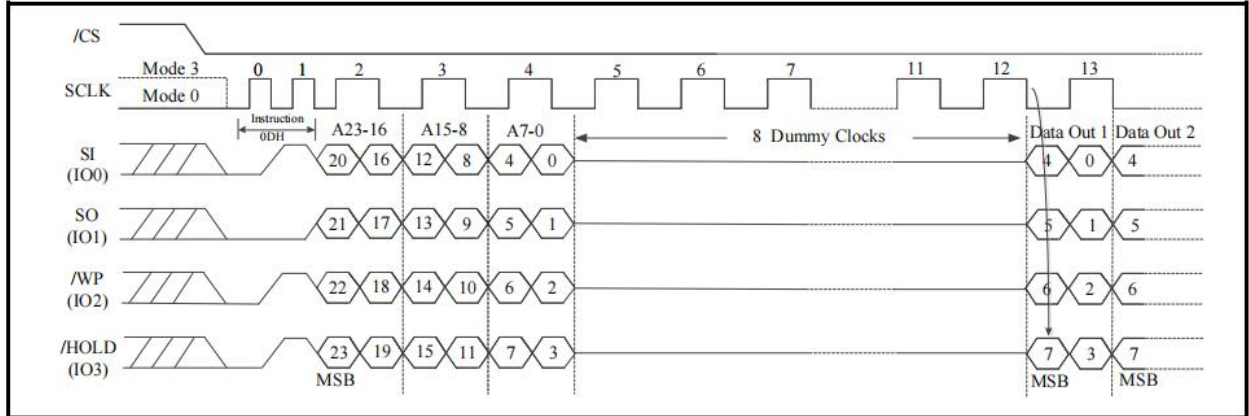 /CS
Mode 3 0 1 2 3 4 5 6 7 11 12 13
SCLK Mode 0
Instruction
0DH
A23-16 A15-8 A7-0 8 Dummy Clocks Data Out 1 Data Out 2
SI
(IO0)
20 16 12 8 4 0 4 0 4
SO
(IO1)
21 17 13 9 5 1 5 1 5
/WP
(IO2)
22 18 14 10 6 2 6 2 6
/HOLD
(IO3)
23 19 15 11 7 3 7 3 7
MSB MSB MSB